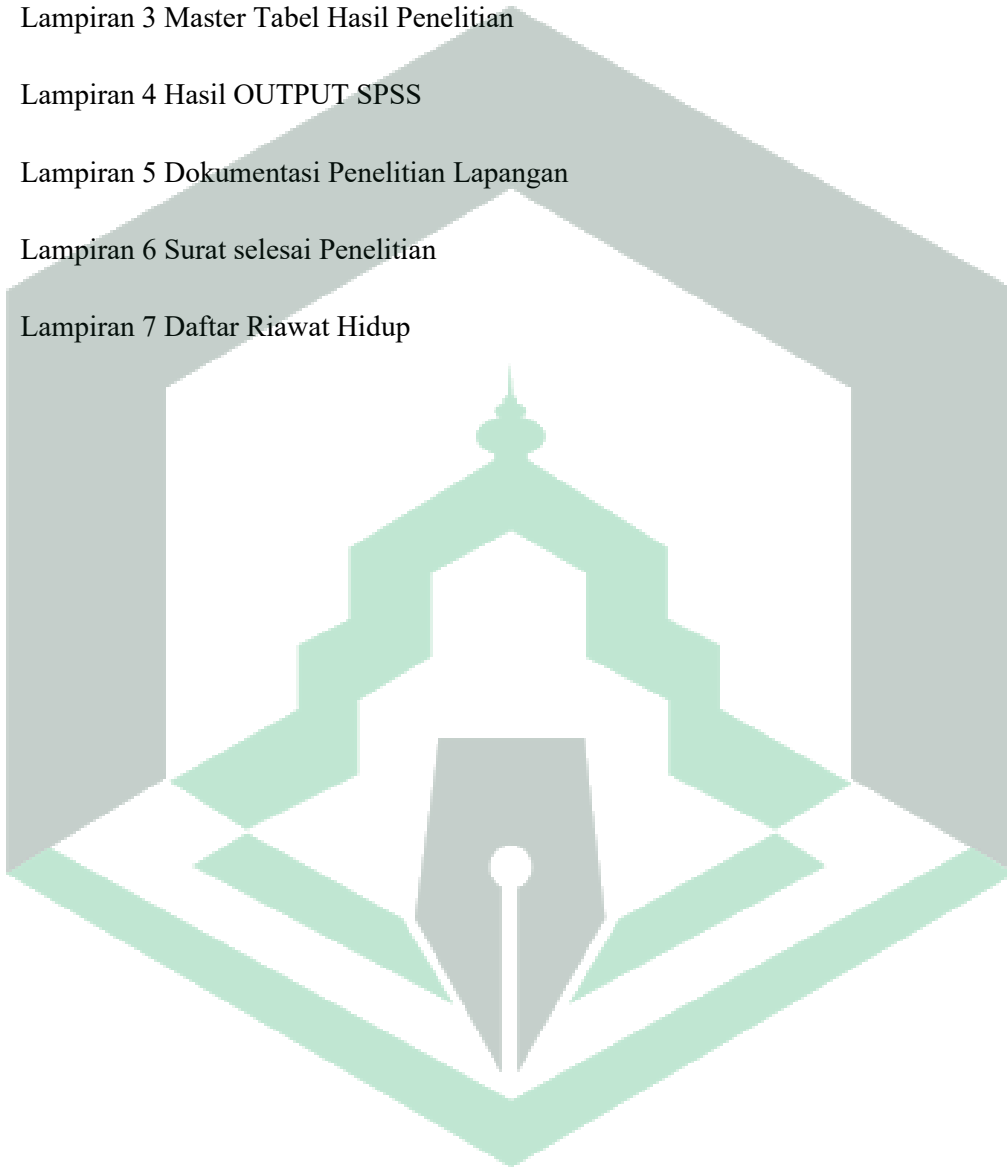 Lampiran 3 Master Tabel Hasil Penelitian
Lampiran 4 Hasil OUTPUT SPSS
Lampiran 5 Dokumentasi Penelitian Lapangan
Lampiran 6 Surat selesai Penelitian
Lampiran 7 Daftar Riawat Hidup